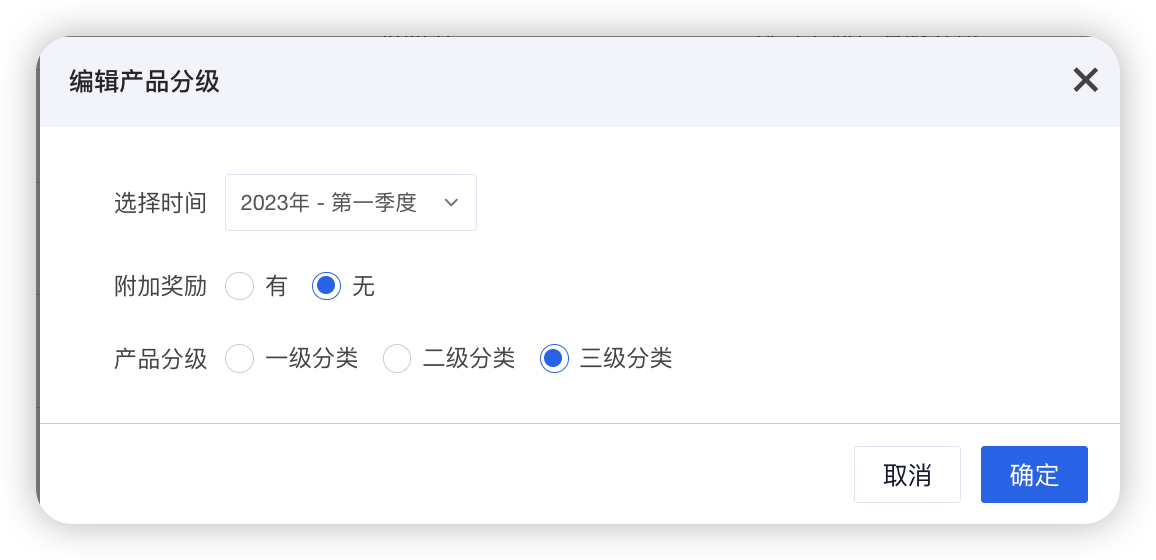 编辑产品分级
选择时间 2023年 - 第一季度
附加奖励 有 无
产品分级 一级分类 二级分类 三级分类
取消 确定